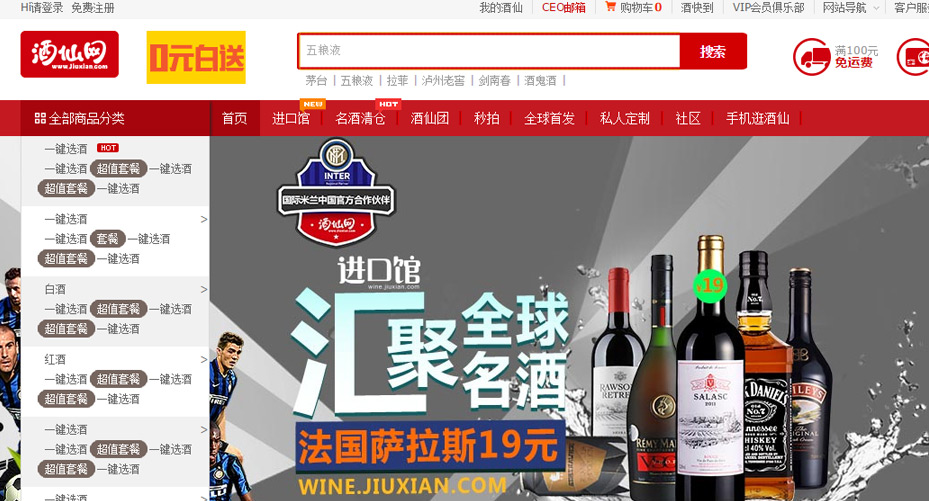 Hi请登录 免费注册
我的酒仙 CEO邮箱 购物车0 酒快到 VIP会员俱乐部 网站导航 客户服
酒仙网
www.Jiuxian.com
0元白送
五粮液 搜索
茅台 | 五粮液 | 拉菲 | 泸州老窖 | 剑南春 | 酒鬼酒 |
满100元
免运费
全部商品分类 首页 进口馆 NEW 名酒清仓 HOT 酒仙团 秒拍 全球首发 私人定制 社区 手机逛酒仙
一键选酒 HOT
一键选酒 超值套餐 一键选酒
超值套餐 一键选酒
一键选酒 >
一键选酒 套餐 一键选酒
超值套餐 一键选酒
白酒 >
一键选酒 超值套餐 一键选酒
超值套餐 一键选酒
红酒 >
一键选酒 超值套餐 一键选酒
超值套餐 一键选酒
一键选酒 >
一键选酒 超值套餐 一键选酒
超值套餐 一键选酒
一键选酒 >
INTER
国际米兰中国官方合作伙伴
酒仙网
进口馆
wine.jiuxian.com
汇聚全球名酒
法国萨拉斯19元
WINE.JIUXIAN.COM
19
RÉMY MARTIN
SALASC
2011
No.7
JACK DANIEL'S
OLD
No.7
Tennessee
WHISKEY
BAILEYS
THE
ORIGINAL